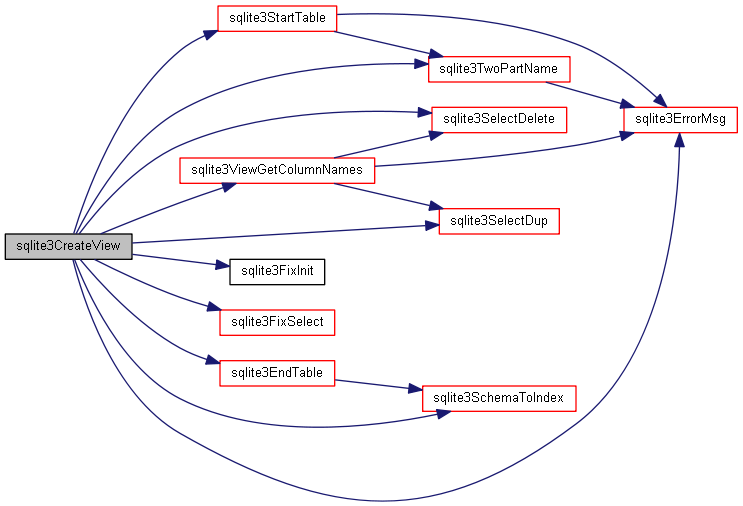 sqlite3StartTable
sqlite3TwoPartName
sqlite3SelectDelete
sqlite3ErrorMsg
sqlite3ViewGetColumnNames
sqlite3SelectDup
sqlite3CreateView
sqlite3FixInit
sqlite3FixSelect
sqlite3EndTable
sqlite3SchemaToIndex